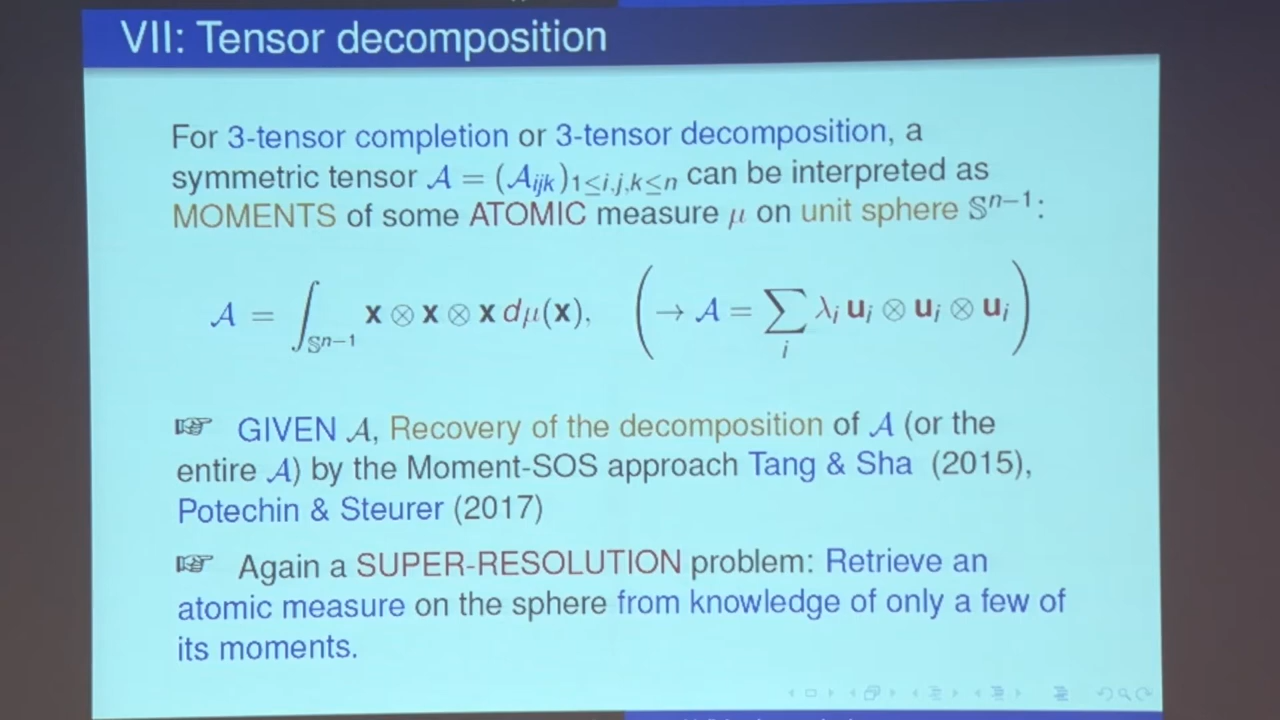 VII: Tensor decomposition
For 3-tensor completion or 3-tensor decomposition, a
symmetric tensor 𝒜 = (𝒜ᵢⱼₖ)₁≤i,j,k≤n can be interpreted as
MOMENTS of some ATOMIC measure μ on unit sphere 𝕊ⁿ⁻¹:
𝒜 = ∫_{𝕊ⁿ⁻¹} x ⊗ x ⊗ x dμ(x), ( → 𝒜 = ∑_i λᵢ uᵢ ⊗ uᵢ ⊗ uᵢ )
☞ GIVEN 𝒜, Recovery of the decomposition of 𝒜 (or the
entire 𝒜) by the Moment-SOS approach Tang & Sha (2015),
Potechin & Steurer (2017)
☞ Again a SUPER-RESOLUTION problem: Retrieve an
atomic measure on the sphere from knowledge of only a few of
its moments.